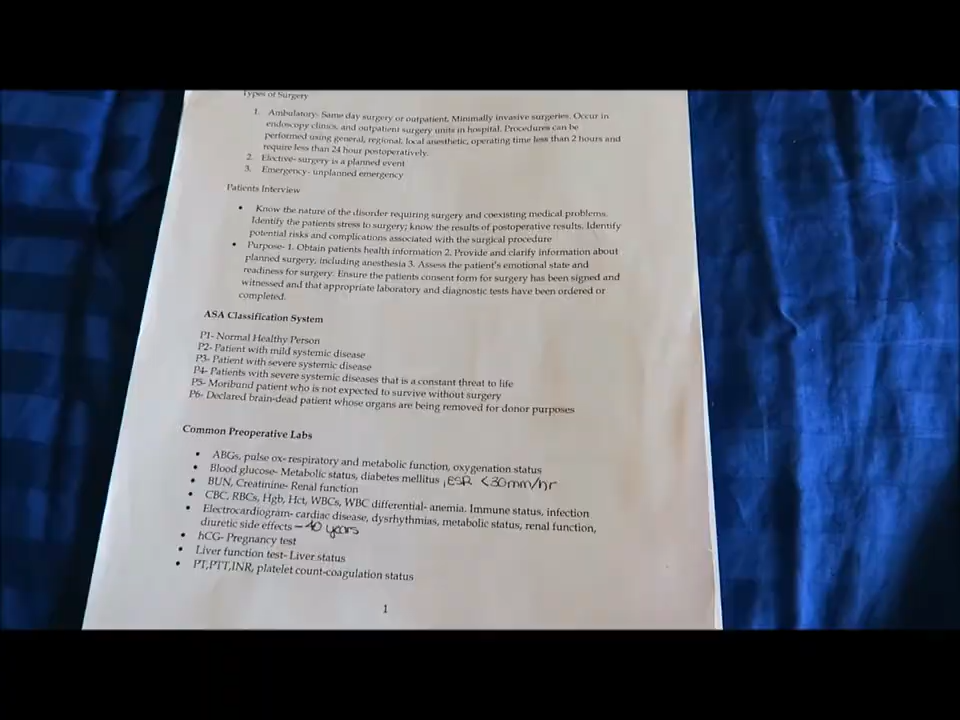 Types of Surgery
1. Ambulatory- Same day surgery or outpatient, Minimally invasive surgeries. Occur in
endoscopy clinics, and outpatient surgery units in hospital. Procedures can be
performed using general, regional, local anesthetic, operating time less than 2 hours and
require less than 24 hour postoperatively.
2. Elective- surgery is a planned event
3. Emergency- unplanned emergency
Patients Interview
• Know the nature of the disorder requiring surgery and coexisting medical problems.
Identify the patients stress to surgery; know the results of postoperative results. Identify
potential risks and complications associated with the surgical procedure
• Purpose- 1. Obtain patients health information 2. Provide and clarify information about
planned surgery, including anesthesia 3. Assess the patient's emotional state and
readiness for surgery. Ensure the patients consent form for surgery has been signed and
witnessed and that appropriate laboratory and diagnostic tests have been ordered or
completed.
ASA Classification System
P1- Normal Healthy Person
P2- Patient with mild systemic disease
P3- Patient with severe systemic disease
P4- Patients with severe systemic diseases that is a constant threat to life
P5- Moribund patient who is not expected to survive without surgery
P6- Declared brain-dead patient whose organs are being removed for donor purposes
Common Preoperative Labs
• ABGs, pulse ox- respiratory and metabolic function, oxygenation status
• Blood glucose- Metabolic status, diabetes mellitus , ESR <30mm/hr
• BUN, Creatinine- Renal function
• CBC, RBCs, Hgb, Hct, WBCs, WBC differential- anemia. Immune status, infection
• Electrocardiogram- cardiac disease, dysrhythmias, metabolic status, renal function,
diuretic side effects - 40 years
• hCG- Pregnancy test
• Liver function test- Liver status
• PT,PTT,INR, platelet count-coagulation status
1